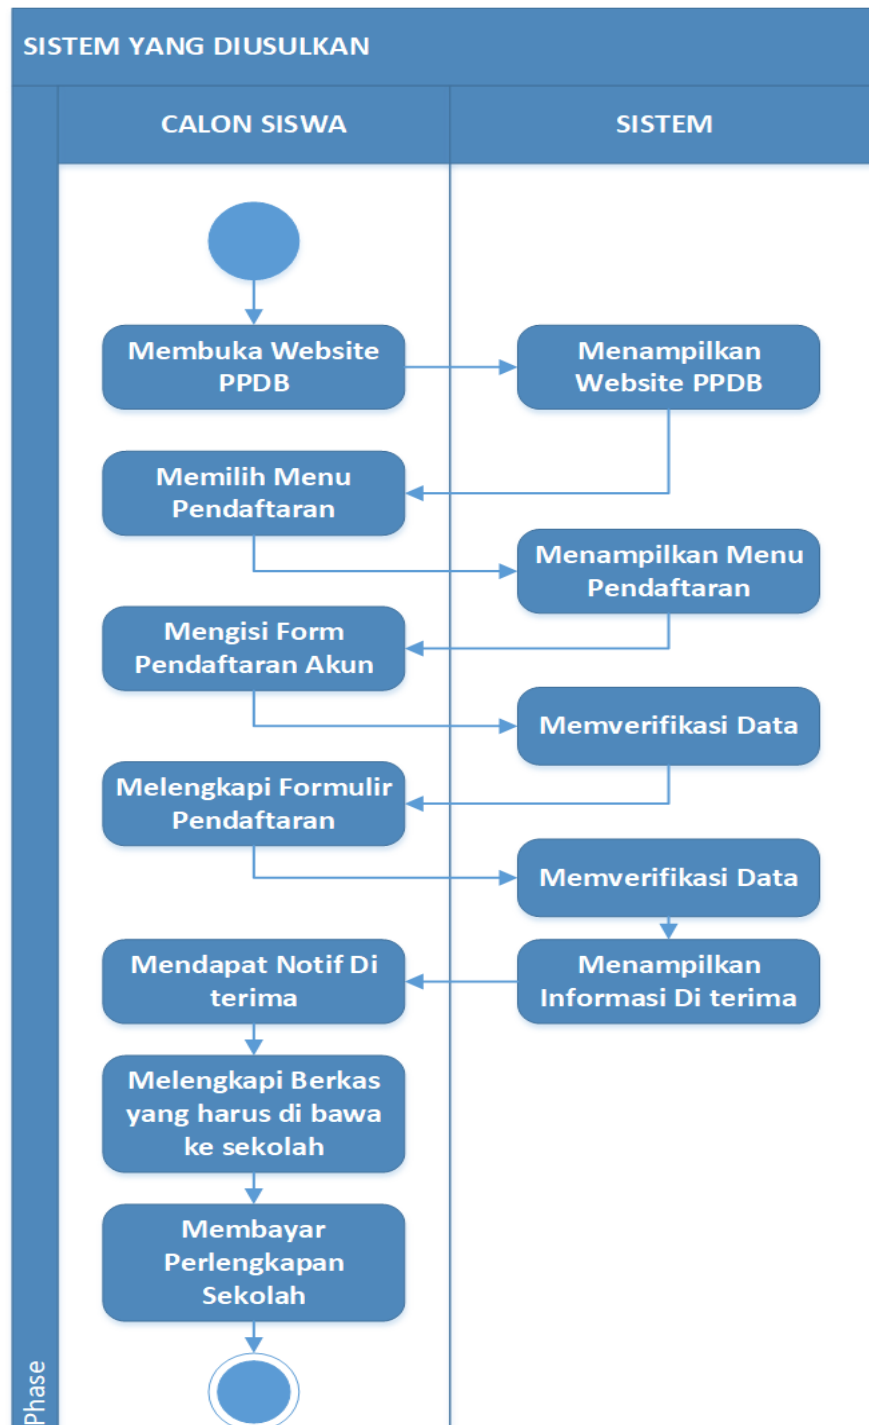 SISTEM YANG DIUSULKAN
CALON SISWA
SISTEM
Membuka Website
PPDB
Menampilkan
Website PPDB
Memilih Menu
Pendaftaran
Menampilkan Menu
Pendaftaran
Mengisi Form
Pendaftaran Akun
Memverifikasi Data
Melengkapi Formulir
Pendaftaran
Memverifikasi Data
Menampilkan
Informasi Di terima
Mendapat Notif Di
terima
Melengkapi Berkas
yang harus di bawa
ke sekolah
Membayar
Perlengkapan
Sekolah
Phase